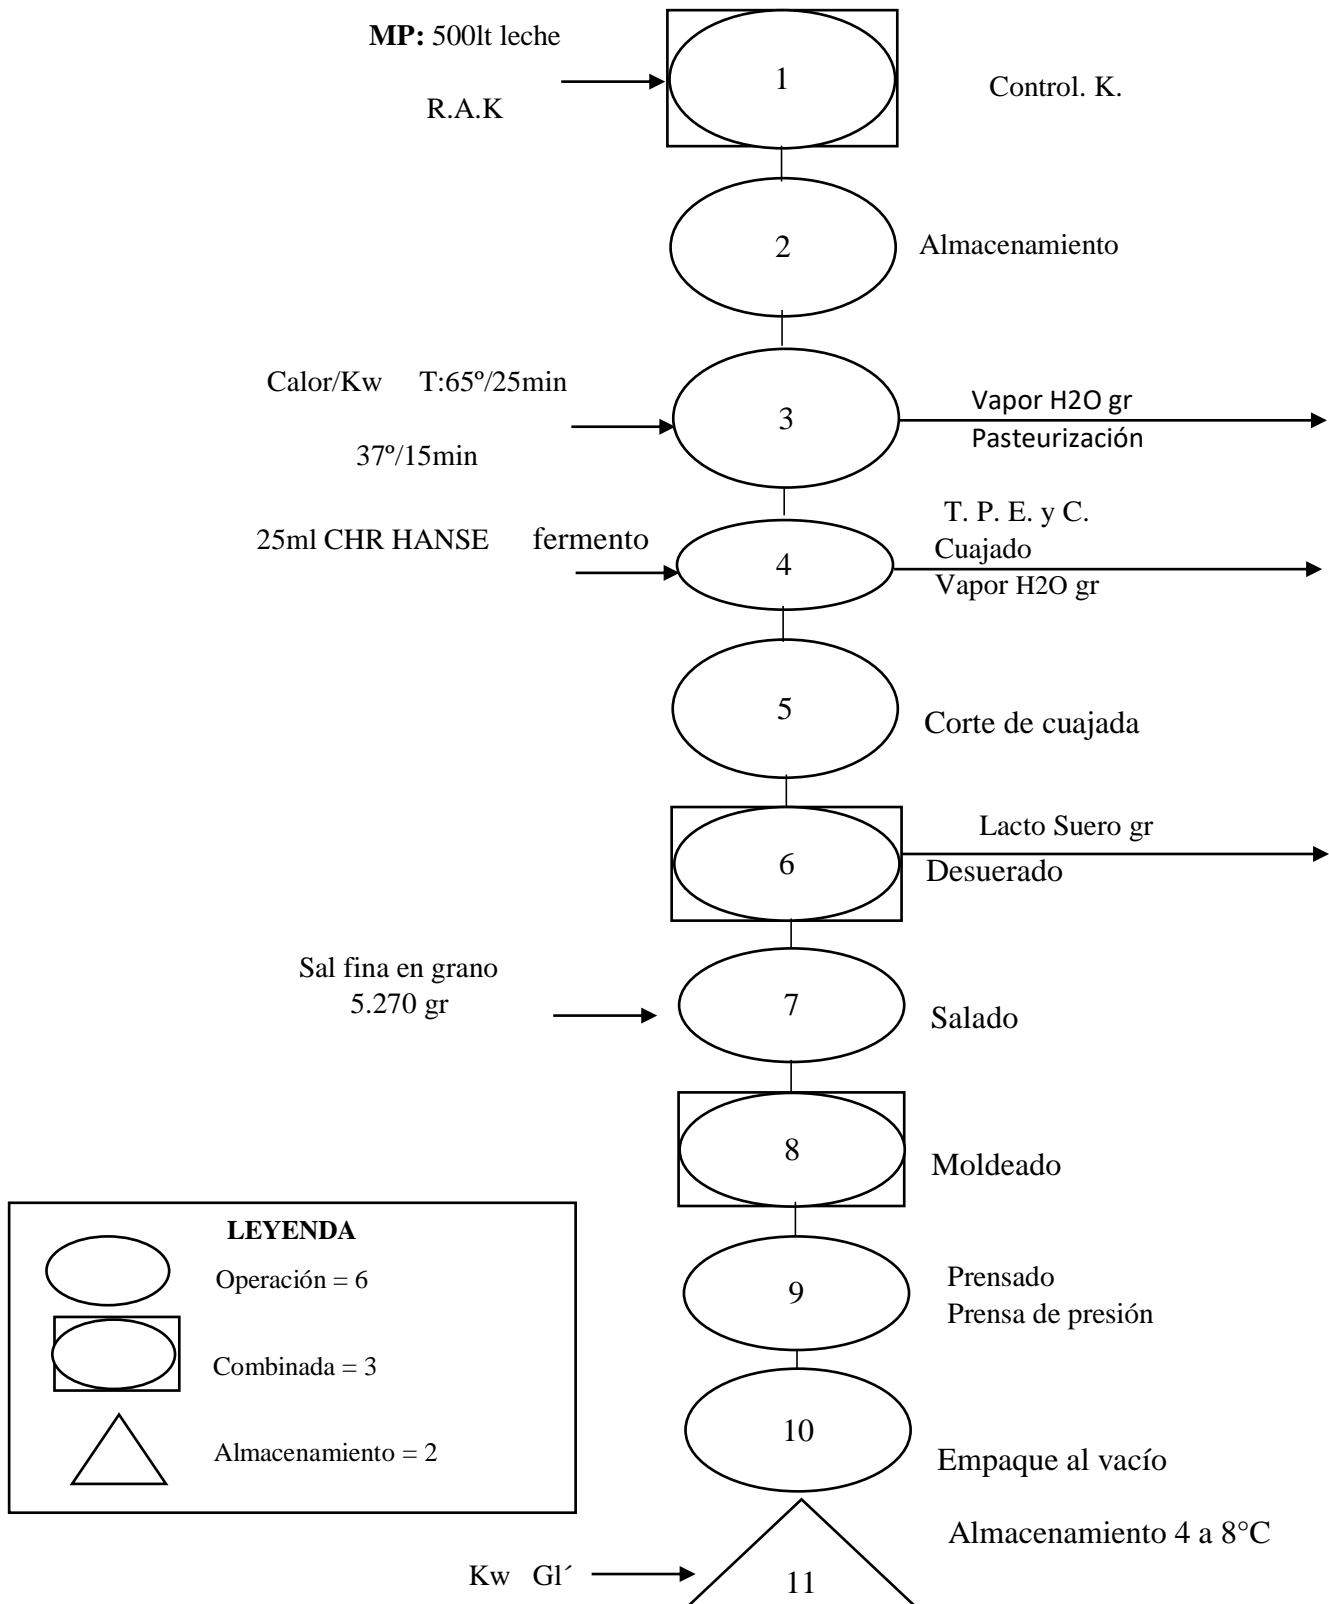 MP: 500lt leche
R.A.K
1
Control. K.
2
Almacenamiento
Calor/Kw T:65º/25min
37º/15min
3
Vapor H2O gr
Pasteurización
25ml CHR HANSE fermento
4
T. P. E. y C.
Cuajado
Vapor H2O gr
5
Corte de cuajada
6
Lacto Suero gr
Desuerado
Sal fina en grano
5.270 gr
7
Salado
8
Moldeado
9
Prensado
Prensa de presión
10
Empaque al vacío
Almacenamiento 4 a 8°C
Kw Gl´
11
LEYENDA
Operación = 6
Combinada = 3
Almacenamiento = 2